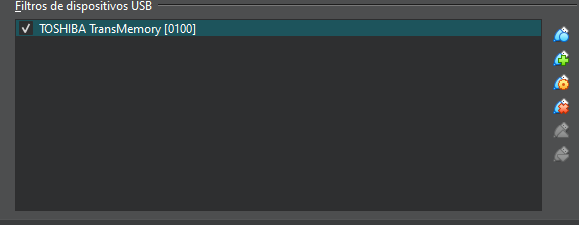 Filtros de dispositivos USB
TOSHIBA TransMemory [0100]